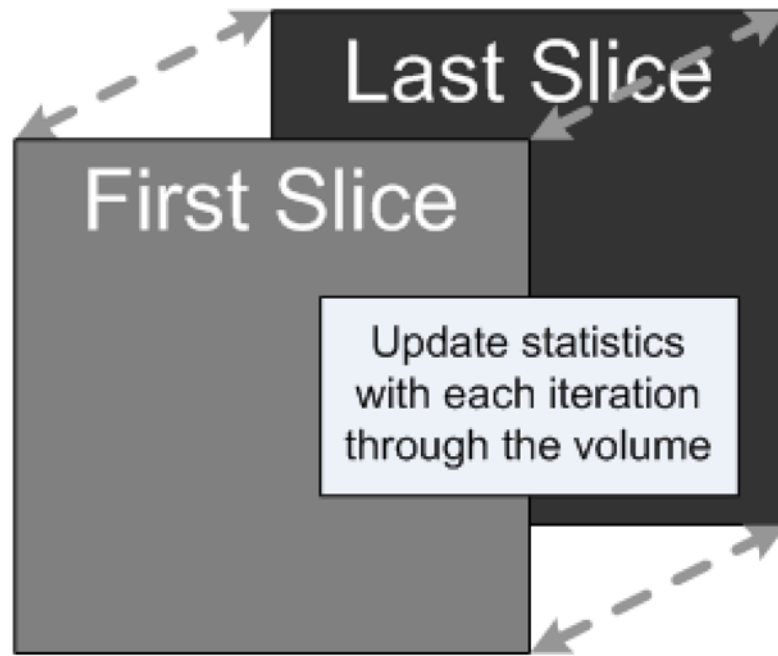 Last Slice
First Slice
Update statistics
with each iteration
through the volume